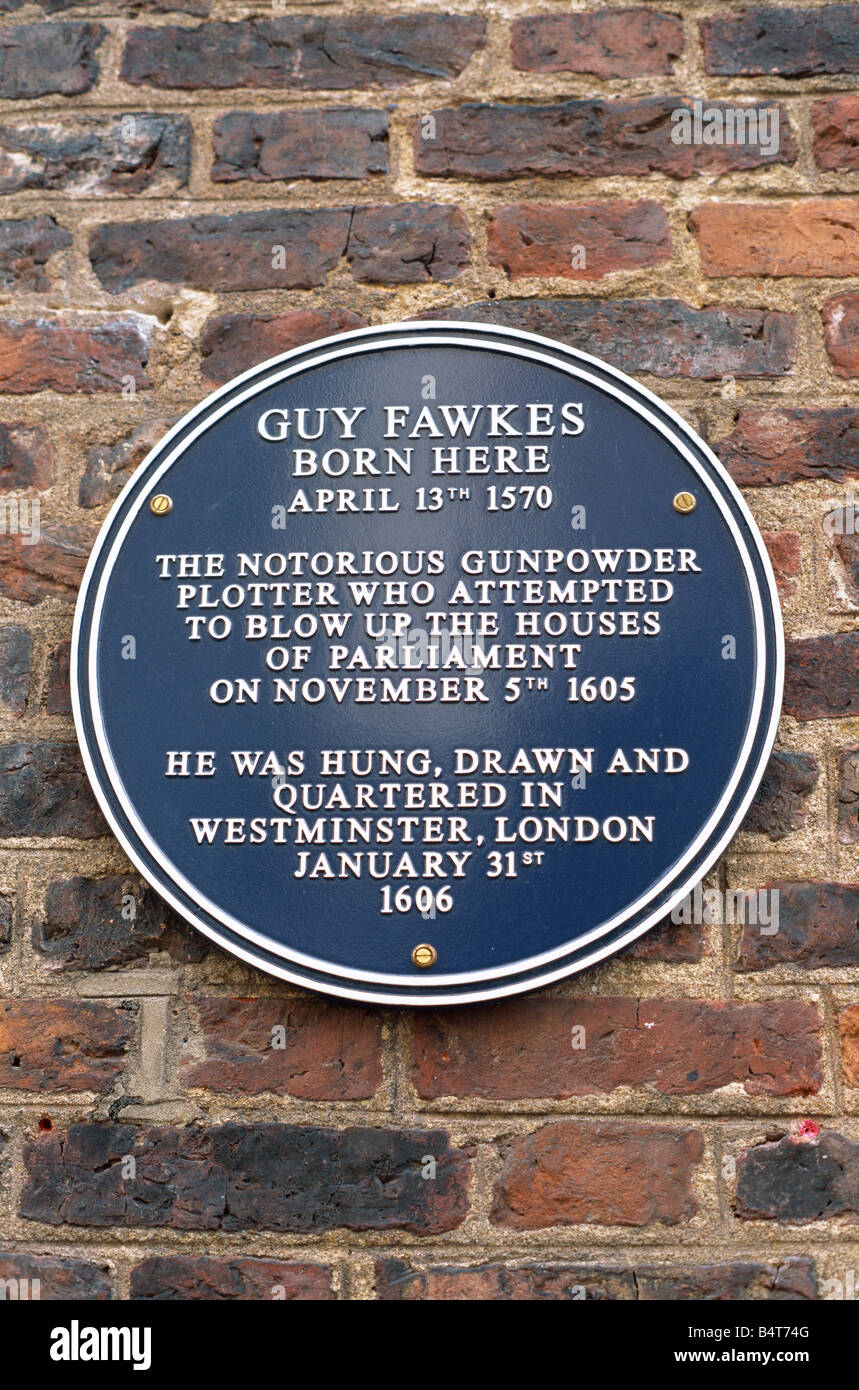 GUY FAWKES
BORN HERE
APRIL 13TH 1570
THE NOTORIOUS GUNPOWDER
PLOTTER WHO ATTEMPTED
TO BLOW UP THE HOUSES
OF PARLIAMENT
ON NOVEMBER 5TH 1605
HE WAS HUNG, DRAWN AND
QUARTERED IN
WESTMINSTER, LONDON
JANUARY 31ST
1606
alamy
Image ID: B4T74G
www.alamy.com